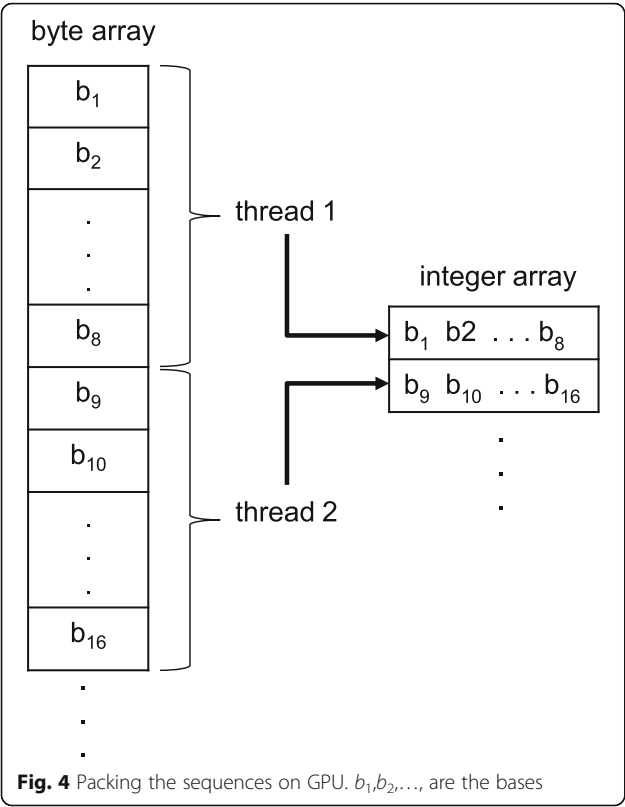 byte array
b₁
b₂
.
.
.
b₈
b₉
b₁₀
.
.
.
b₁₆
.
.
.
thread 1
thread 2
integer array
b₁ b2 . . . b₈
b₉ b₁₀ . . . b₁₆
.
.
.
Fig. 4 Packing the sequences on GPU. b₁,b₂,…, are the bases